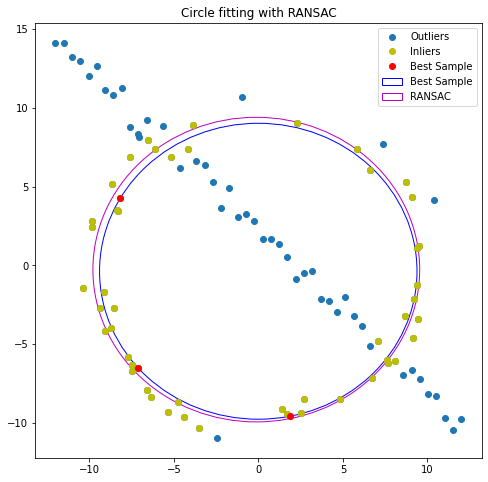 Circle fitting with RANSAC
15
10
5
0
−5
−10
−10
−5
0
5
10
Outliers
Inliers
Best Sample
Best Sample
RANSAC